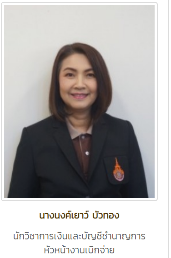 นางนงค์เยาว์ บัวทอง
นักวิชาการเงินและบัญชีชำนาญการ
หัวหน้างานเบิกจ่าย